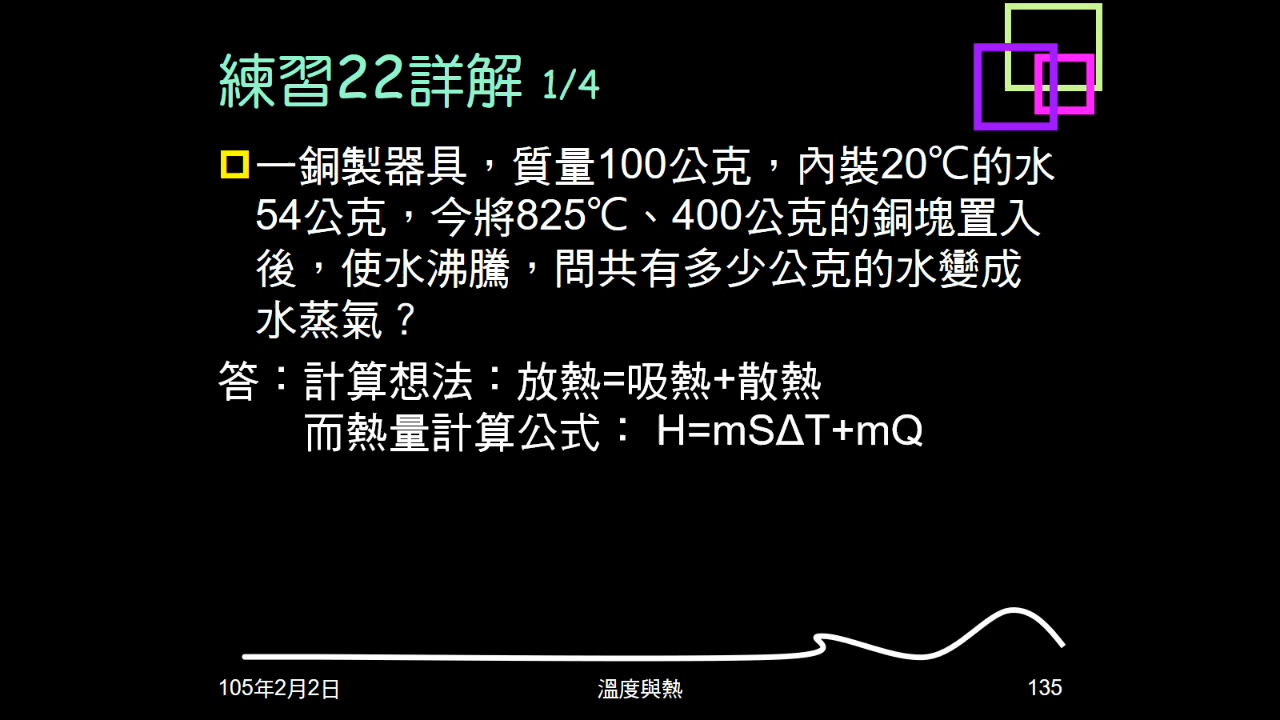 練習22詳解 1/4
一銅製器具，質量100公克，內裝20℃的水
54公克，今將825℃、400公克的銅塊置入
後，使水沸騰，問共有多少公克的水變成
水蒸氣？
答：計算想法：放熱=吸熱+散熱
而熱量計算公式： H=mSΔT+mQ
105年2月2日
溫度與熱
135